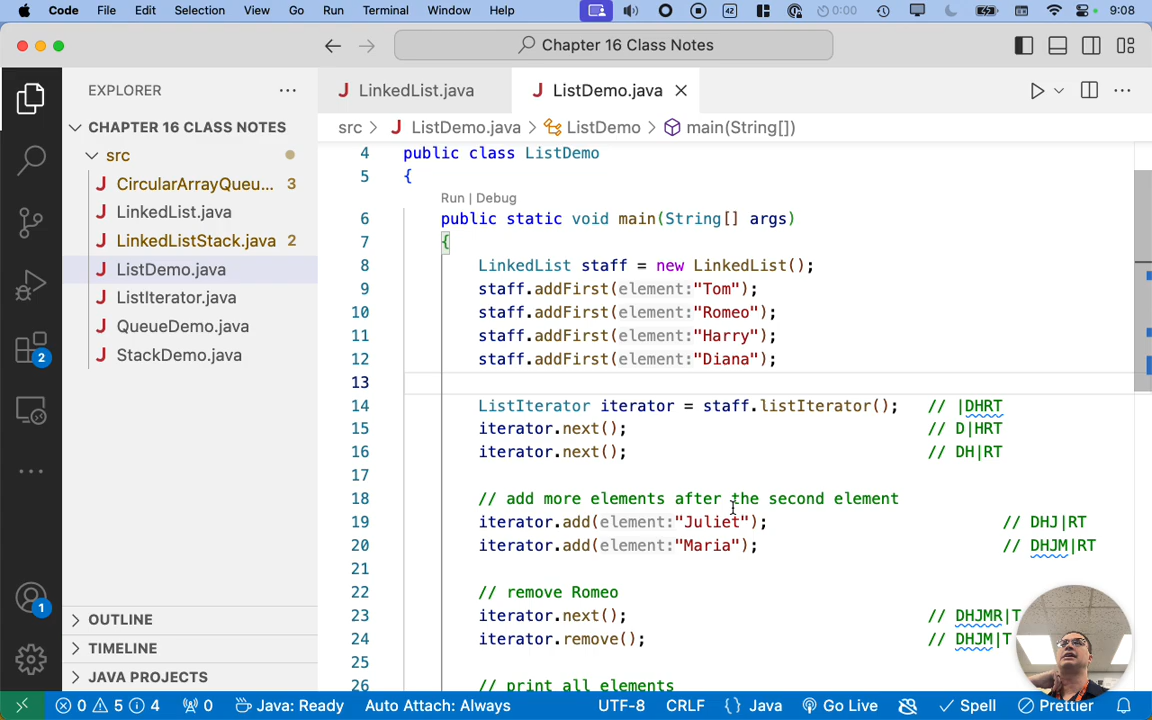 Code File Edit Selection View Go Run Terminal Window Help 42 0:00 9:08
Chapter 16 Class Notes
EXPLORER
LinkedList.java
ListDemo.java
CHAPTER 16 CLASS NOTES
src
CircularArrayQueu... 3
LinkedList.java
LinkedListStack.java 2
ListDemo.java
ListIterator.java
QueueDemo.java
StackDemo.java
OUTLINE
TIMELINE
JAVA PROJECTS
2
1
src > ListDemo.java > ListDemo > main(String[])
4 public class ListDemo
5 {
Run | Debug
6 public static void main(String[] args)
7 {
8 LinkedList staff = new LinkedList();
9 staff.addFirst(element:"Tom");
10 staff.addFirst(element:"Romeo");
11 staff.addFirst(element:"Harry");
12 staff.addFirst(element:"Diana");
13
14 ListIterator iterator = staff.listIterator(); // |DHRT
15 iterator.next(); // D|HRT
16 iterator.next(); // DH|RT
17
18 // add more elements after the second element
19 iterator.add(element:"Juliet"); // DHJ|RT
20 iterator.add(element:"Maria"); // DHJM|RT
21
22 // remove Romeo
23 iterator.next(); // DHJMR|T
24 iterator.remove(); // DHJM|T
25
26 // print all elements
0 5 4 0 Java: Ready Auto Attach: Always UTF-8 CRLF {} Java Go Live Spell Prettier